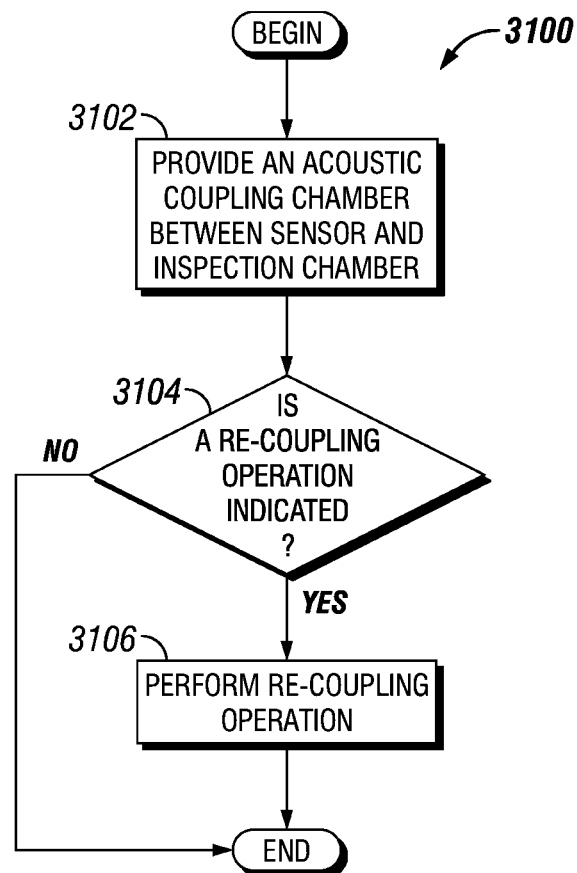 BEGIN
3100
3102
PROVIDE AN ACOUSTIC
COUPLING CHAMBER
BETWEEN SENSOR AND
INSPECTION CHAMBER
3104
IS
A RE-COUPLING
OPERATION
INDICATED
?
NO
YES
3106
PERFORM RE-COUPLING
OPERATION
END